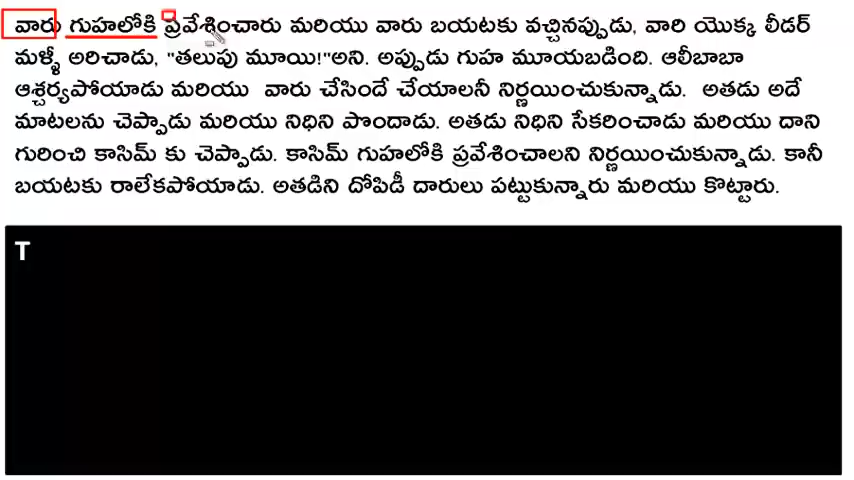 వారు గుహలోకి ప్రవేశించారు మరియు వారు బయటకు వచ్చినప్పుడు, వారి యొక్క లీడర్
మళ్ళీ అరిచాడు, "తలుపు మూయి!"అని. అప్పుడు గుహ మూయబడింది. ఆలీబాబా
ఆశ్చర్యపోయాడు మరియు వారు చేసిందే చేయాలనీ నిర్ణయించుకున్నాడు. అతడు అదే
మాటలను చెప్పాడు మరియు నిధిని పొందాడు. అతడు నిధిని సేకరించాడు మరియు దాని
గురించి కాసిమ్ కు చెప్పాడు. కాసిమ్ గుహలోకి ప్రవేశించాలని నిర్ణయించుకున్నాడు. కానీ
బయటకు రాలేకపోయాడు. అతడిని దోపిడీ దారులు పట్టుకున్నారు మరియు కొట్టారు.
T